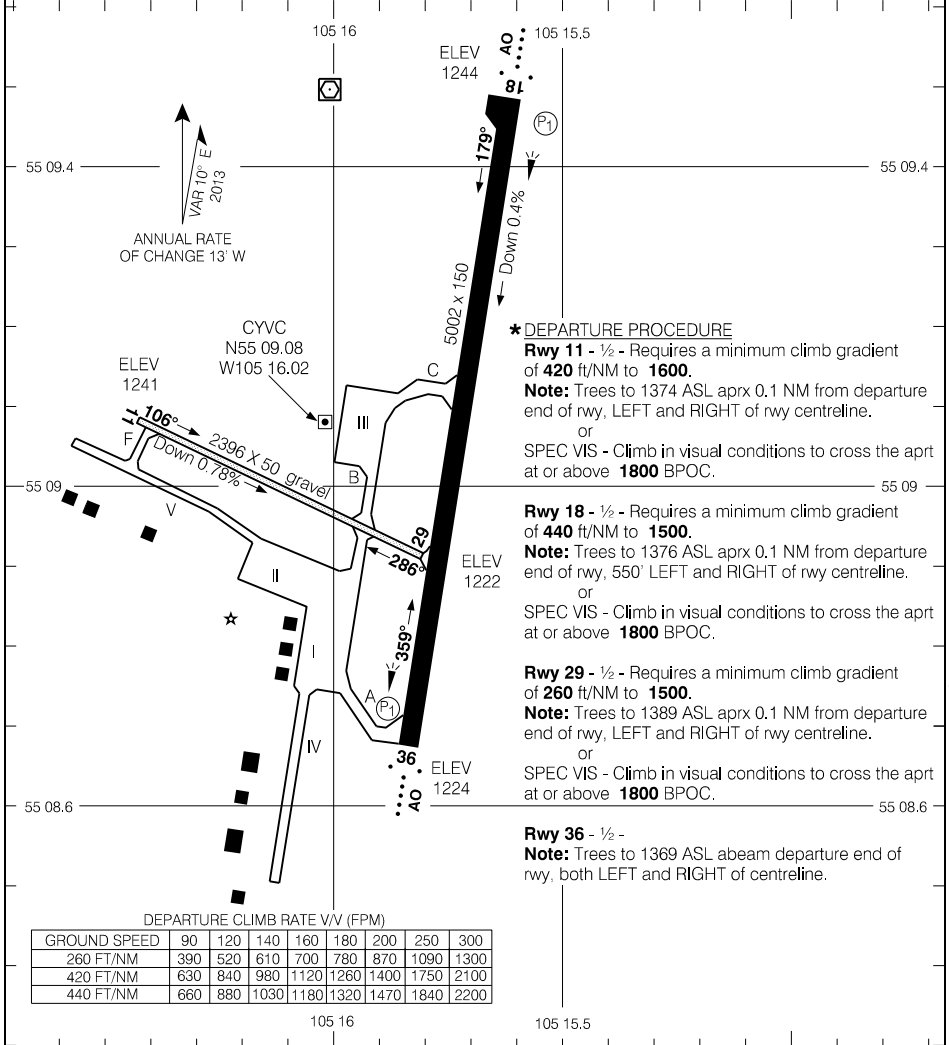 105 16
105 15.5
ELEV
1244
AO
18
P1
179°
55 09.4
55 09.4
VAR 10° E
2013
ANNUAL RATE
OF CHANGE 13' W
Down 0.4%
5002 x 150
CYVC
N55 09.08
W105 16.02
ELEV
1241
C
III
11
106°
F
2396 X 50 gravel
Down 0.78%
B
V
29
286°
55 09
55 09
ELEV
1222
II
I
359°
A
P1
IV
36
ELEV
1224
AO
55 08.6
55 08.6
* DEPARTURE PROCEDURE
Rwy 11 - ½ - Requires a minimum climb gradient
of 420 ft/NM to 1600.
Note: Trees to 1374 ASL aprx 0.1 NM from departure
end of rwy, LEFT and RIGHT of rwy centreline.
or
SPEC VIS - Climb in visual conditions to cross the aprt
at or above 1800 BPOC.
Rwy 18 - ½ - Requires a minimum climb gradient
of 440 ft/NM to 1500.
Note: Trees to 1376 ASL aprx 0.1 NM from departure
end of rwy, 550' LEFT and RIGHT of rwy centreline.
or
SPEC VIS - Climb in visual conditions to cross the aprt
at or above 1800 BPOC.
Rwy 29 - ½ - Requires a minimum climb gradient
of 260 ft/NM to 1500.
Note: Trees to 1389 ASL aprx 0.1 NM from departure
end of rwy, LEFT and RIGHT of rwy centreline.
or
SPEC VIS - Climb in visual conditions to cross the aprt
at or above 1800 BPOC.
Rwy 36 - ½ -
Note: Trees to 1369 ASL abeam departure end of
rwy, both LEFT and RIGHT of centreline.
DEPARTURE CLIMB RATE V/V (FPM)
GROUND SPEED 90 120 140 160 180 200 250 300
260 FT/NM 390 520 610 700 780 870 1090 1300
420 FT/NM 630 840 980 1120 1260 1400 1750 2100
440 FT/NM 660 880 1030 1180 1320 1470 1840 2200
105 16
105 15.5